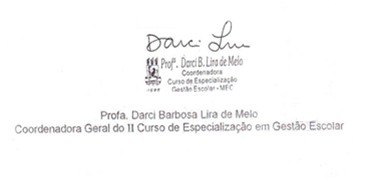 Darci Lira
Profª. Darci B. Lira de Melo
Coordenadora
Curso de Especialização
Gestão Escolar - MEC
Profa. Darci Barbosa Lira de Melo
Coordenadora Geral do II Curso de Especialização em Gestão Escolar